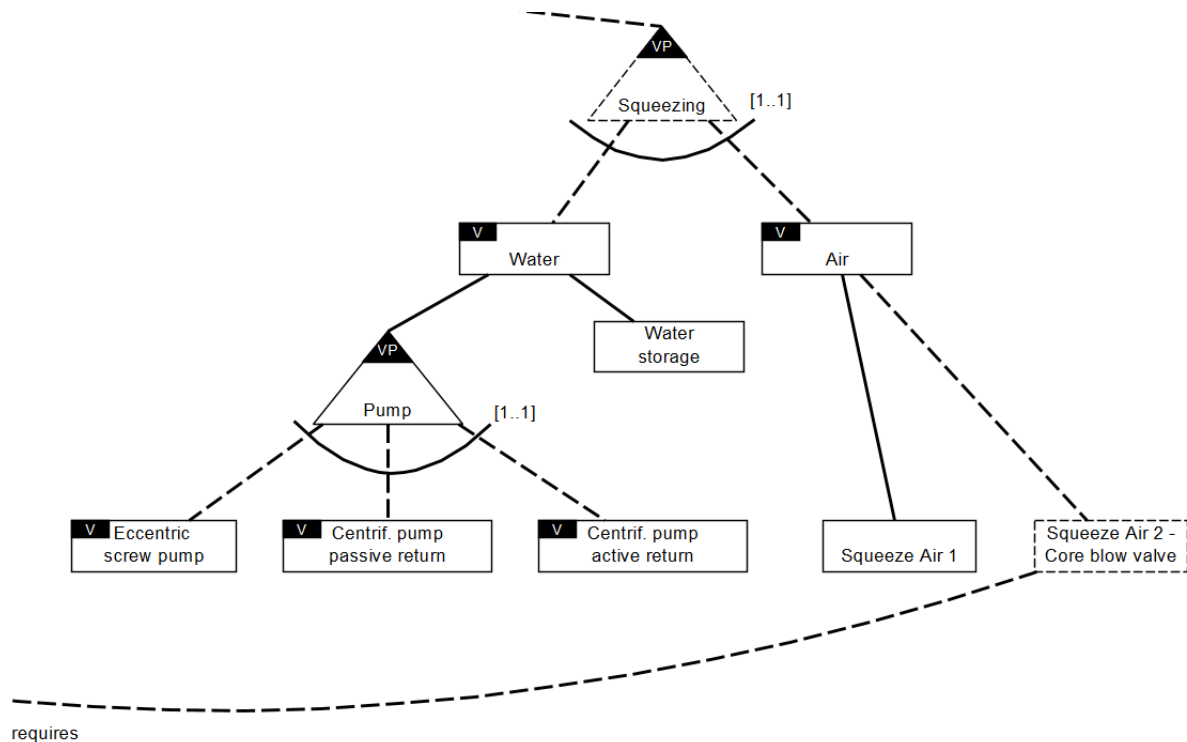 VP
Squeezing
[1..1]
V
Water
V
Air
Water
storage
VP
Pump
[1..1]
V
Eccentric
screw pump
V
Centrif. pump
passive return
V
Centrif. pump
active return
Squeeze Air 1
Squeeze Air 2 -
Core blow valve
requires